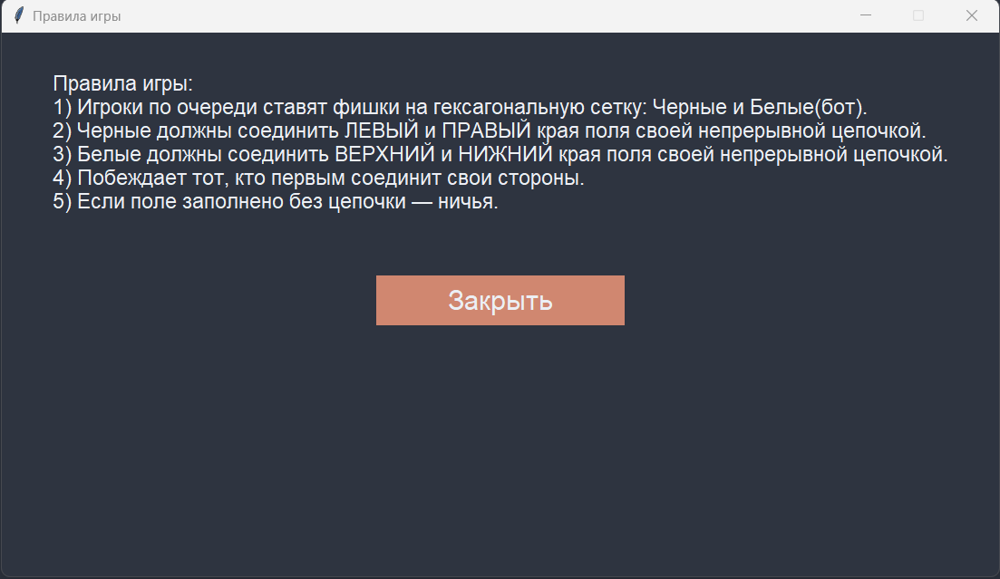 Правила игры
Правила игры:
1) Игроки по очереди ставят фишки на гексагональную сетку: Черные и Белые(бот).
2) Черные должны соединить ЛЕВЫЙ и ПРАВЫЙ края поля своей непрерывной цепочкой.
3) Белые должны соединить ВЕРХНИЙ и НИЖНИЙ края поля своей непрерывной цепочкой.
4) Побеждает тот, кто первым соединит свои стороны.
5) Если поле заполнено без цепочки — ничья.
Закрыть